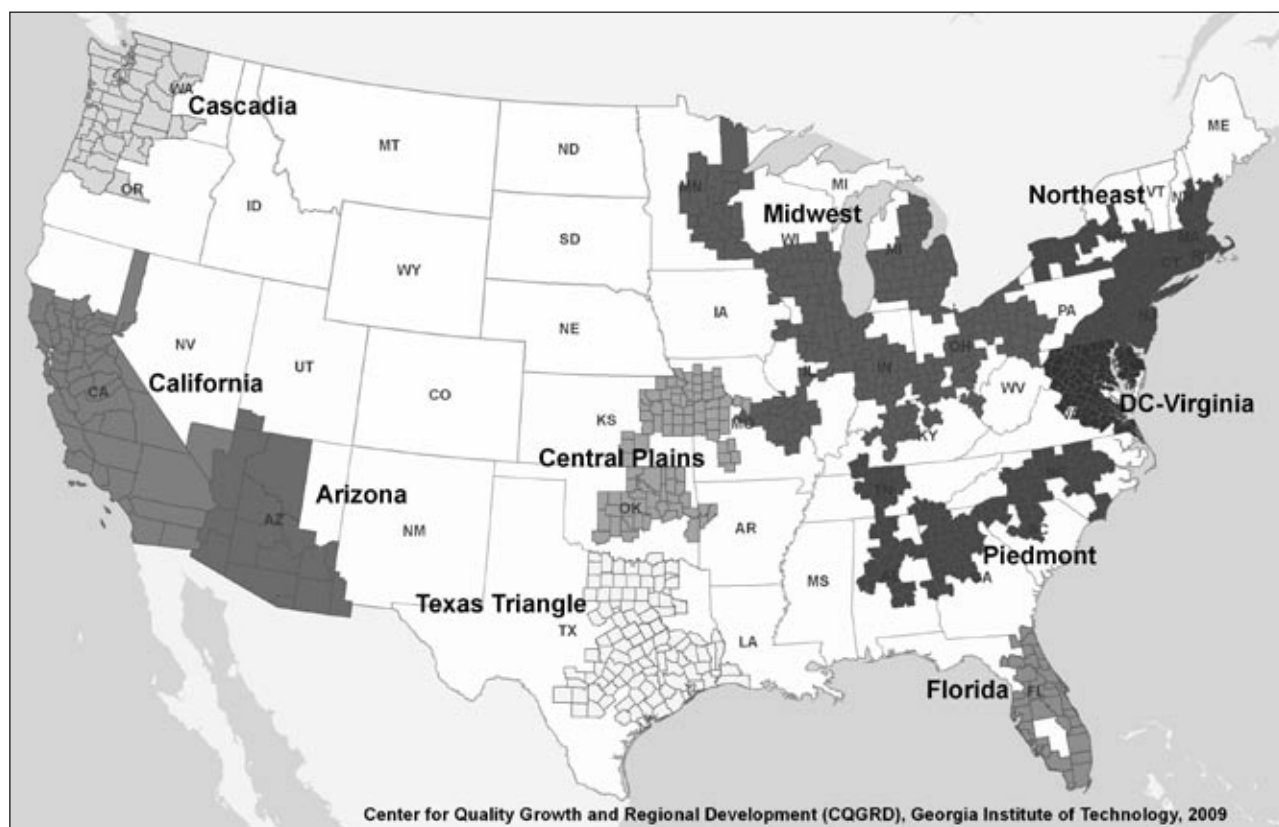 WA
Cascadia
ME
MT
ND
OR
MN
MI
Northeast
VT
ID
Midwest
SD
WI
MI
MA
WY
CT
IA
PA
NJ
NE
NV
OH
UT
IL
IN
California
CA
CO
WV
DC-Virginia
KS
KY
Central Plains
Arizona
TN
OK
AZ
NM
AR
Piedmont
MS
Texas Triangle
TX
LA
Florida
FL
Center for Quality Growth and Regional Development (CQGRD), Georgia Institute of Technology, 2009